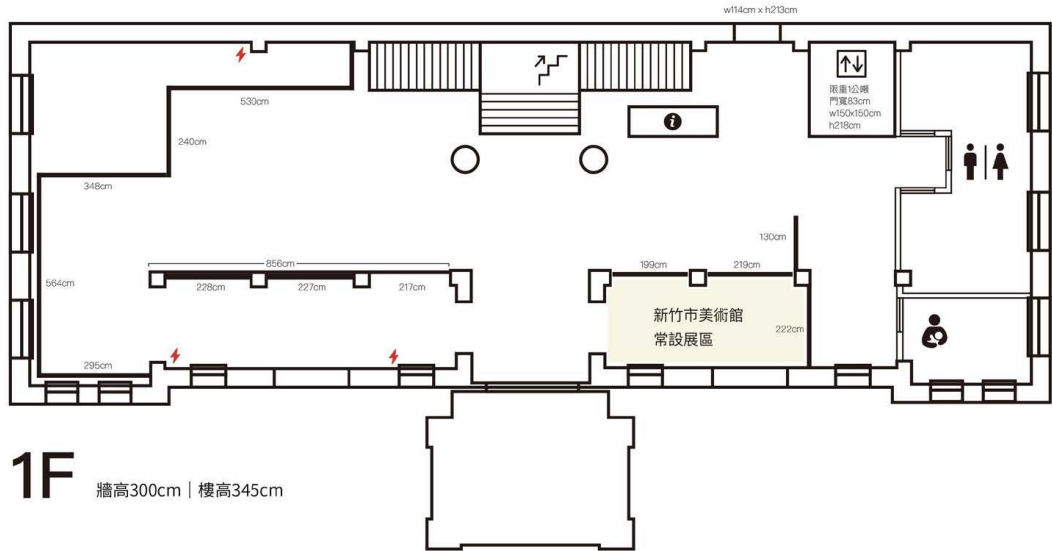 w114cm x h213cm
限重1公噸
門寬83cm
w150x150cm
h218cm
530cm
240cm
348cm
130cm
856cm
199cm
219cm
564cm
228cm
227cm
217cm
新竹市美術館
常設展區
222cm
295cm
1F
牆高300cm｜樓高345cm